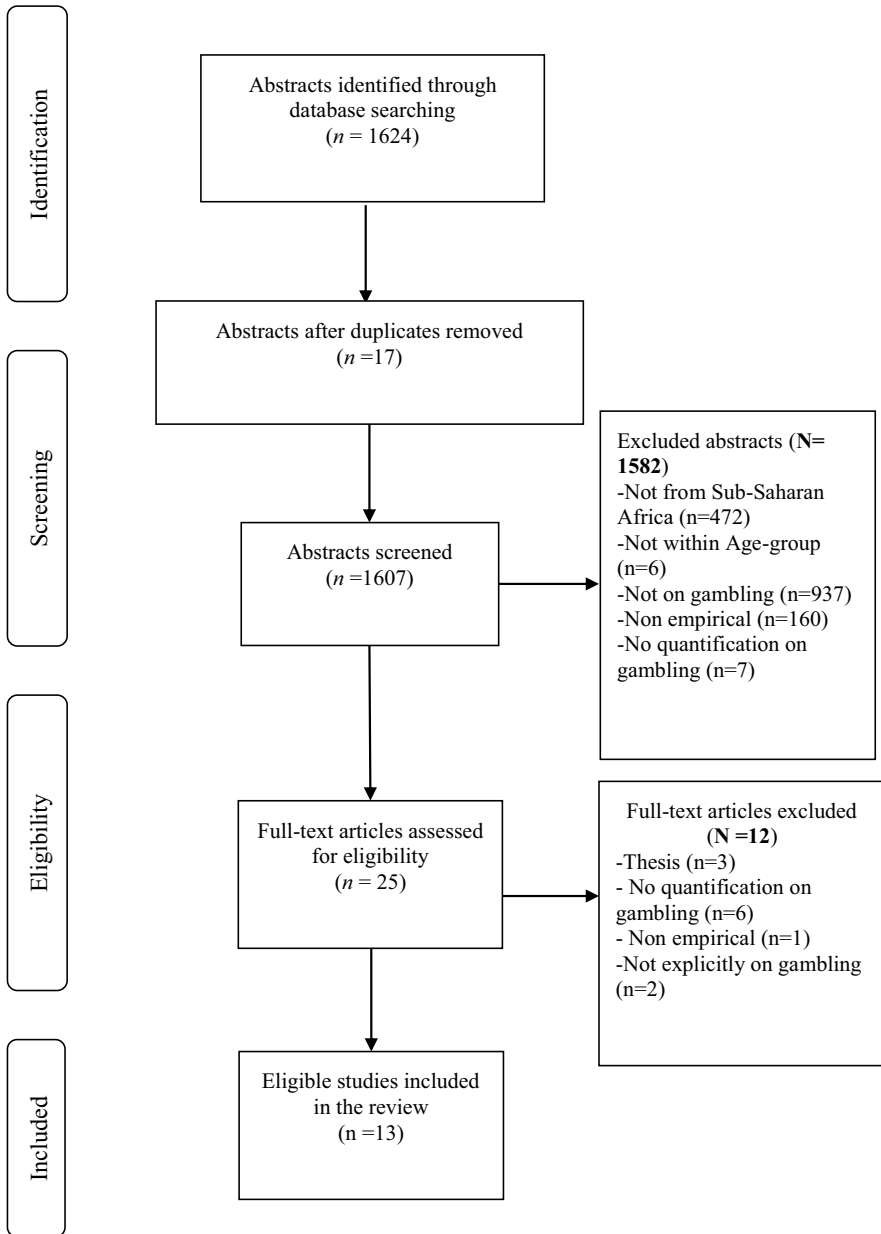 Identification
Abstracts identified through
database searching
(n = 1624)
Abstracts after duplicates removed
(n =17)
Screening
Abstracts screened
(n =1607)
Excluded abstracts (N=
1582)
-Not from Sub-Saharan
Africa (n=472)
-Not within Age-group
(n=6)
-Not on gambling (n=937)
-Non empirical (n=160)
-No quantification on
gambling (n=7)
Eligibility
Full-text articles assessed
for eligibility
(n = 25)
Full-text articles excluded
(N =12)
-Thesis (n=3)
- No quantification on
gambling (n=6)
- Non empirical (n=1)
-Not explicitly on gambling
(n=2)
Included
Eligible studies included
in the review
(n =13)